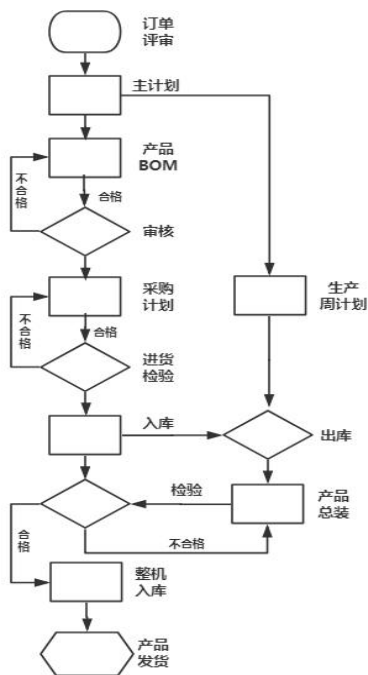 订单
评审
主计划
产品
BOM
不合格
合格
审核
采购
计划
生产
周计划
不合格
合格
进货
检验
入库
出库
检验
产品
总装
合格
不合格
整机
入库
产品
发货